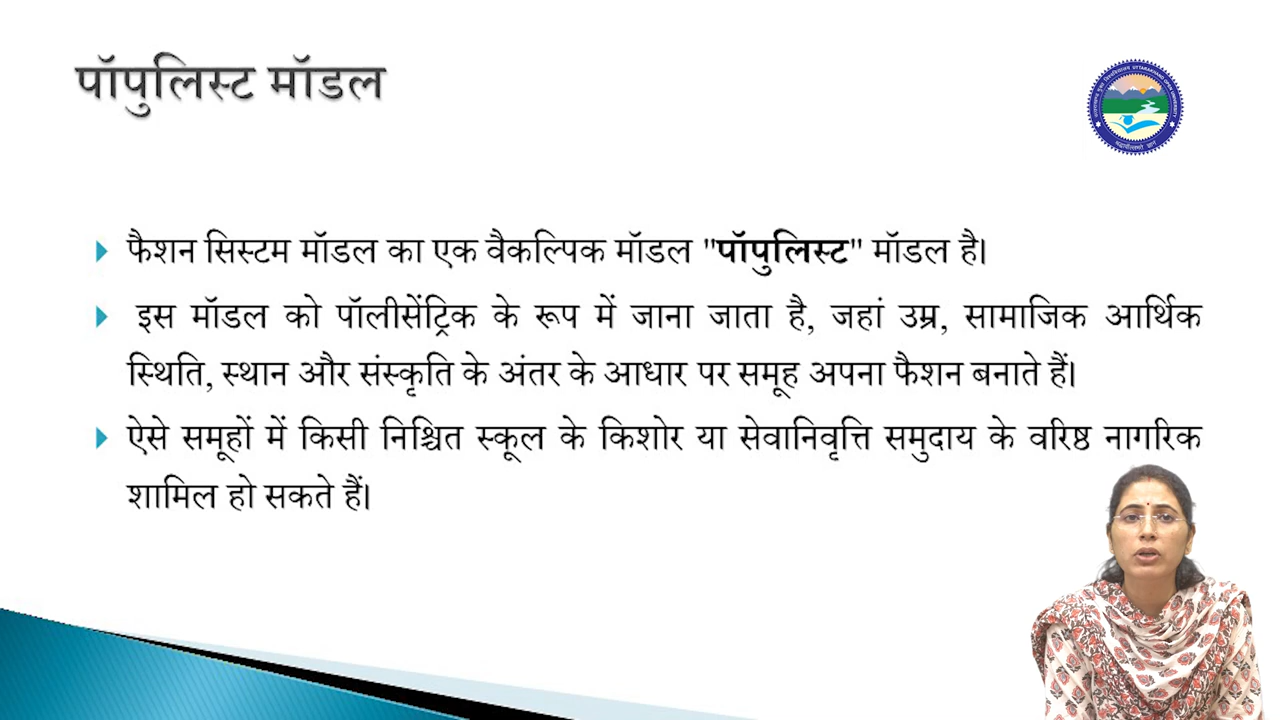 पॉपुलिस्ट मॉडल
फैशन सिस्टम मॉडल का एक वैकल्पिक मॉडल "पॉपुलिस्ट" मॉडल है।
इस मॉडल को पॉलीसेंट्रिक के रूप में जाना जाता है, जहां उम्र, सामाजिक आर्थिक
स्थिति, स्थान और संस्कृति के अंतर के आधार पर समूह अपना फैशन बनाते हैं।
ऐसे समूहों में किसी निश्चित स्कूल के किशोर या सेवानिवृत्ति समुदाय के वरिष्ठ नागरिक
शामिल हो सकते हैं।